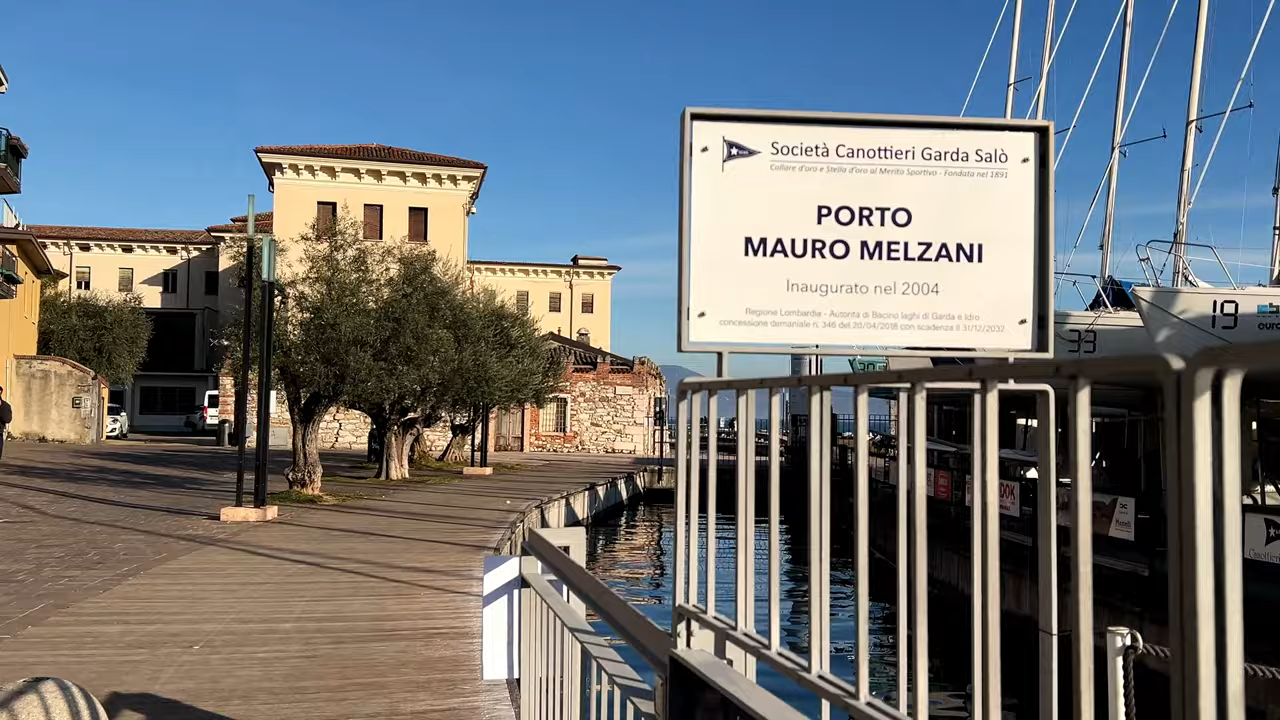 Società Canottieri Garda Salò
Collare d'oro e Stella d'oro al Merito Sportivo - Fondata nel 1891
PORTO
MAURO MELZANI
Inaugurato nel 2004
Regione Lombardia - Autorità di Bacino laghi di Garda e Idro
concessione demaniale n. 346 del 20/04/2018 con scadenza il 31/12/2032
19
33